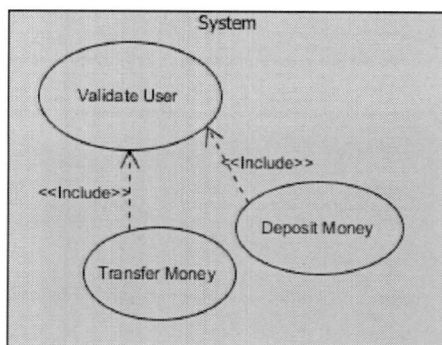 System
Validate User
<<Include>>
<<Include>>
Deposit Money
Transfer Money